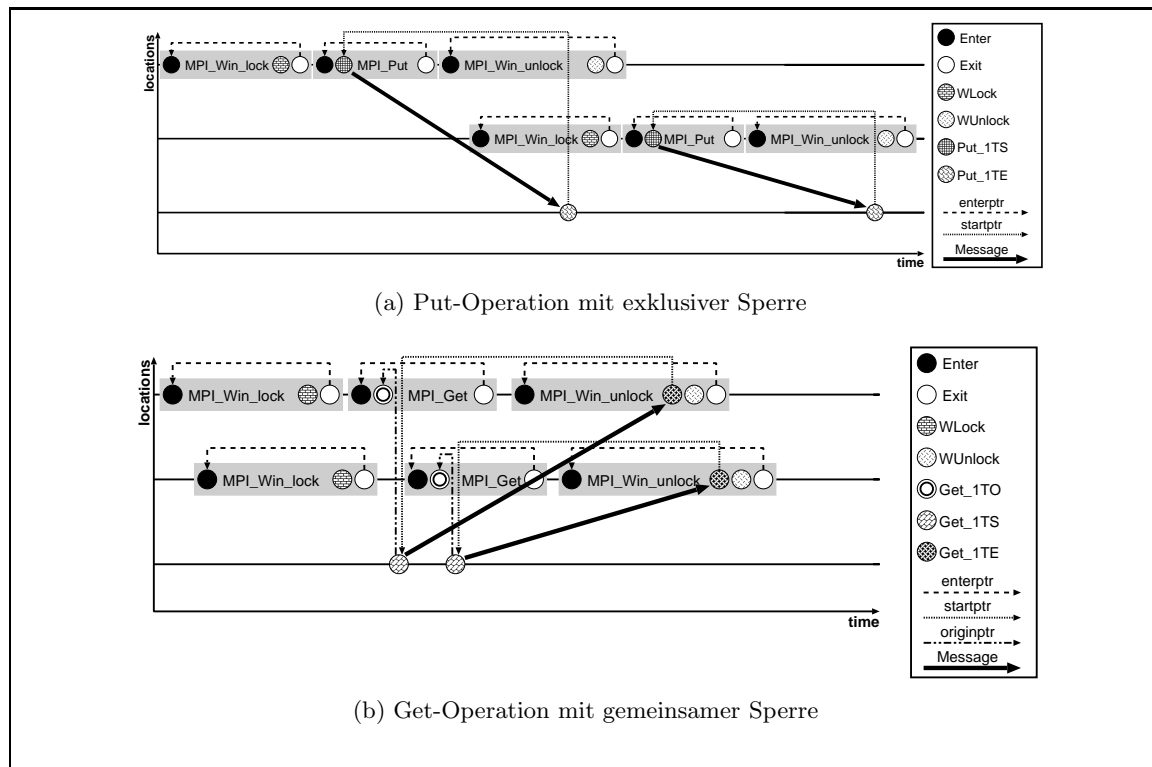 locations
MPI_Win_lock MPI_Put MPI_Win_unlock
MPI_Win_lock MPI_Put MPI_Win_unlock
time
Enter
Exit
WLock
WUnlock
Put_1TS
Put_1TE
enterptr
startptr
Message
(a) Put-Operation mit exklusiver Sperre
locations
MPI_Win_lock MPI_Get MPI_Win_unlock
MPI_Win_lock MPI_Get MPI_Win_unlock
time
Enter
Exit
WLock
WUnlock
Get_1TO
Get_1TS
Get_1TE
enterptr
startptr
originptr
Message
(b) Get-Operation mit gemeinsamer Sperre